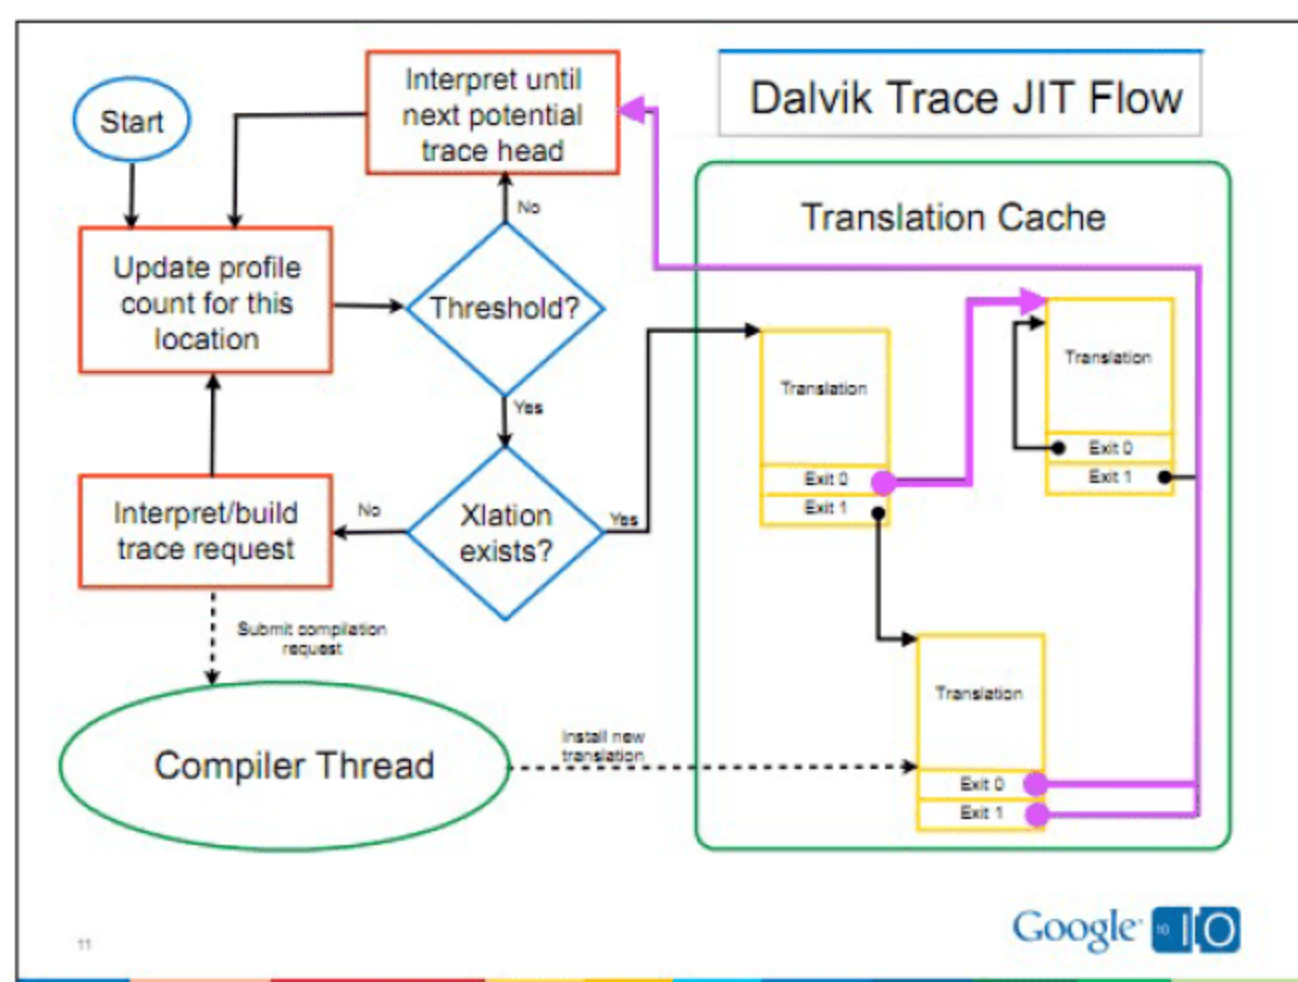 Dalvik Trace JIT Flow
Start
Interpret until
next potential
trace head
No
Update profile
count for this
location
Threshold?
Yes
Interpret/build
trace request
No
Xlation
exists?
Yes
Submit compilation
request
Compiler Thread
Install new
translation
Translation Cache
Translation
Exit 0
Exit 1
Translation
Exit 0
Exit 1
Translation
Exit 0
Exit 1
11
Google 10 IO